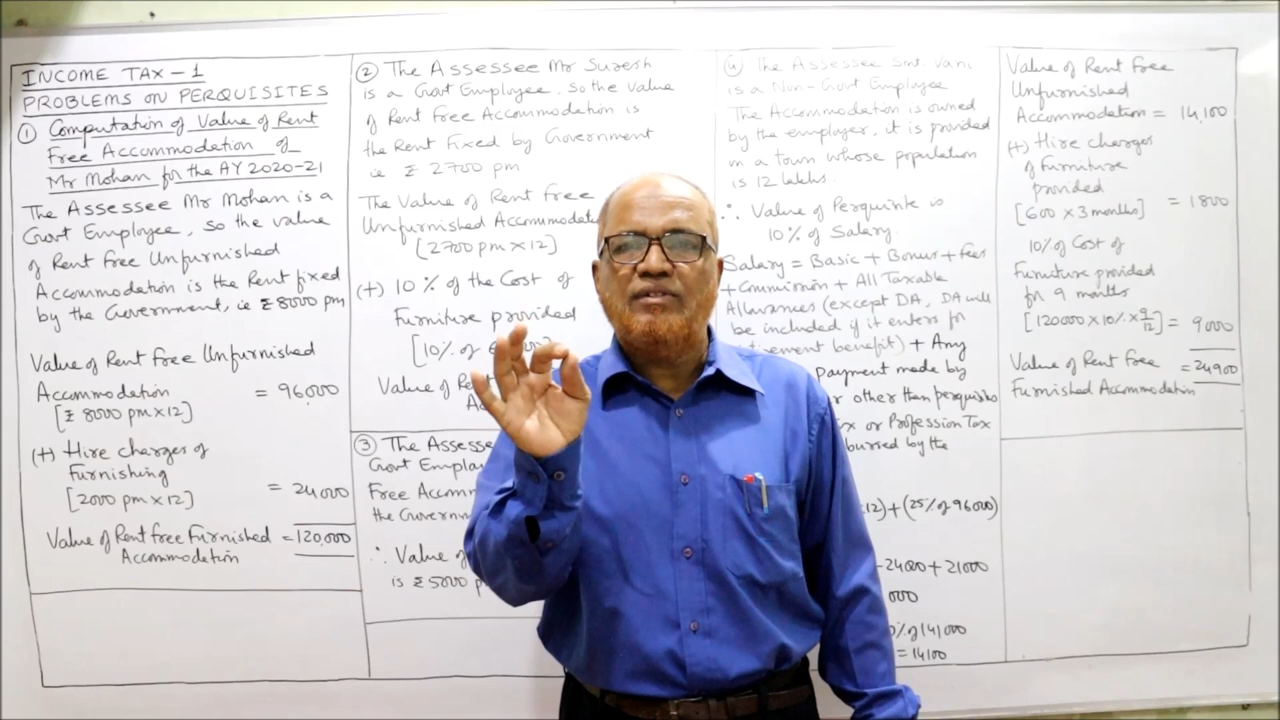 INCOME TAX - 1
PROBLEMS ON PERQUISITES
① Computation of Value of Rent
Free Accommodation of
Mr Mohan for the AY 2020-21
The Assessee Mr Mohan is a
Govt Employee, so the value
of Rent Free Unfurnished
Accommodation is the Rent fixed
by the Government, ie ₹ 8000 pm
Value of Rent Free Unfurnished
Accommodation = 96,000
[₹ 8000 pm × 12]
(+) Hire charges of
Furnishing
[2000 pm × 12] = 24000
Value of Rent free Furnished = 120,000
Accommodation
② The Assessee Mr Suresh
is a Govt Employee. So the value
of Rent Free Accommodation is
the Rent Fixed by Government
ie ₹ 2700 pm
The Value of Rent Free
Unfurnished
[2700 pm × 12]
(+) 10% of the Cost of
Furniture provided
[10% of
Value of
③ The
Govt
Free
the
∴ Value of
is ₹ 5000
④ The Assessee Smt. Vani
is a Non-Govt Employee
The Accommodation is owned
by the employer, it is provided
in a town whose population
is 12 lakhs.
∴ Value of Perquisite is
10% of Salary.
Salary = Basic + Bonus + Fees
+ Commission + All Taxable
Allowances (except DA, DA will
be included if it enters for
benefit) + Any
payment made by
other than perquisites
or Profession Tax
by the
12) + (25% of 96000)
- 2400 + 21000
000
% of 141000
= 14100
Value of Rent Free
Unfurnished
Accommodation = 14,100
(+) Hire charges
of Furniture
provided
[600 × 3 months] = 1800
10% of Cost of
Furniture provided
for 9 months
[120000 × 10% × 9/12] = 9000
Value of Rent Free = 24900
Furnished Accommodation